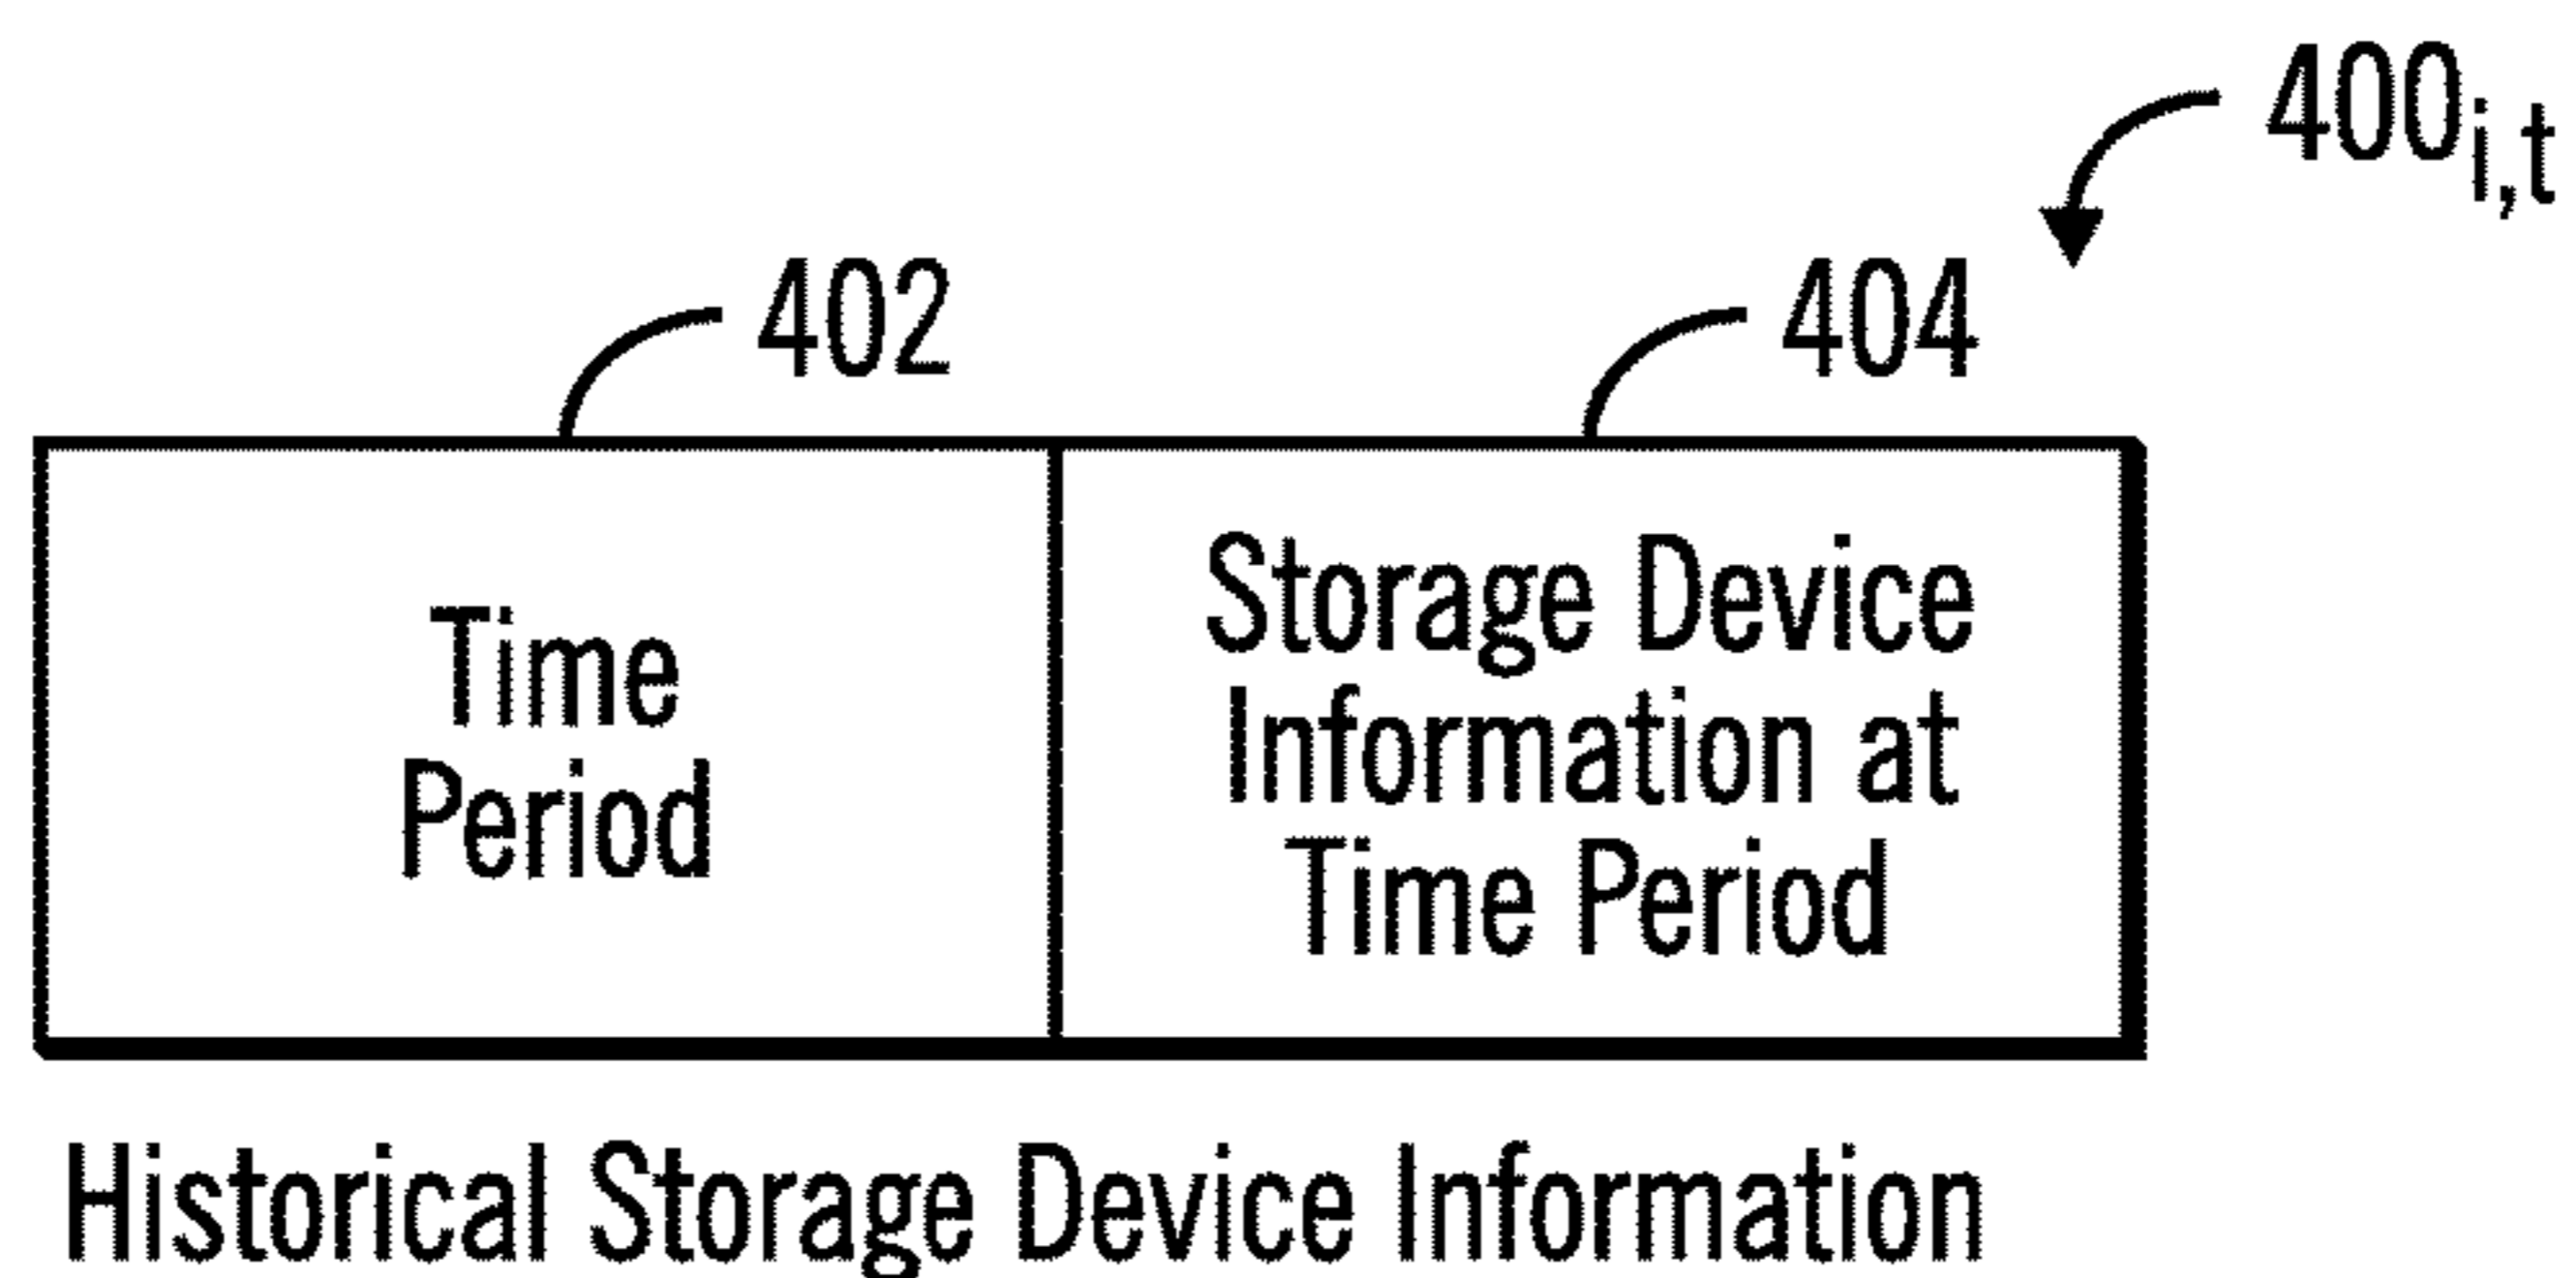 400i,t
402
404
Time
Period
Storage Device
Information at
Time Period
Historical Storage Device Information